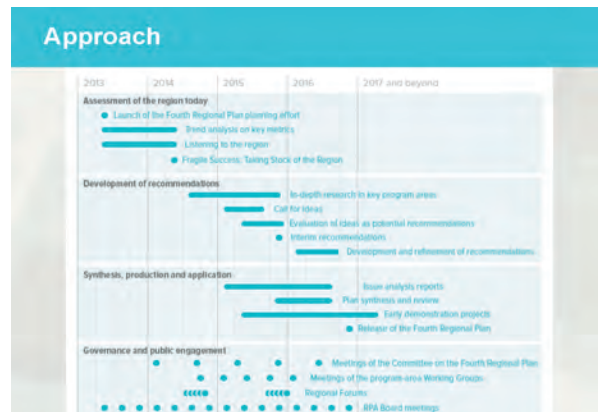 Approach
2013 2014 2015 2016 2017 and beyond
Assessment of the region today
Launch of the Fourth Regional Plan planning effort
Trend analysis on key metrics
Listening to the region
Fragile Success: Taking Stock of the Region
Development of recommendations
In-depth research in key program areas
Call for Ideas
Evaluation of ideas as potential recommendations
Interim recommendations
Development and refinement of recommendations
Synthesis, production and application
Issue analysis reports
Plan synthesis and review
Early demonstration projects
Release of the Fourth Regional Plan
Governance and public engagement
Meetings of the Committee on the Fourth Regional Plan
Meetings of the program-area Working Groups
Regional Forums
RPA Board meetings